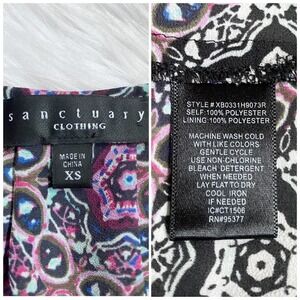 sanctuary
CLOTHING
MADE IN
CHINA
XS
STYLE # XB0331H9073R
SELF: 100% POLYESTER
LINING: 100% POLYESTER
MACHINE WASH COLD
WITH LIKE COLORS
GENTLE CYCLE
USE NON-CHLORINE
BLEACH DETERGENT
WHEN NEEDED
LAY FLAT TO DRY
COOL IRON
IF NEEDED
IC#CT1506
RN#95377